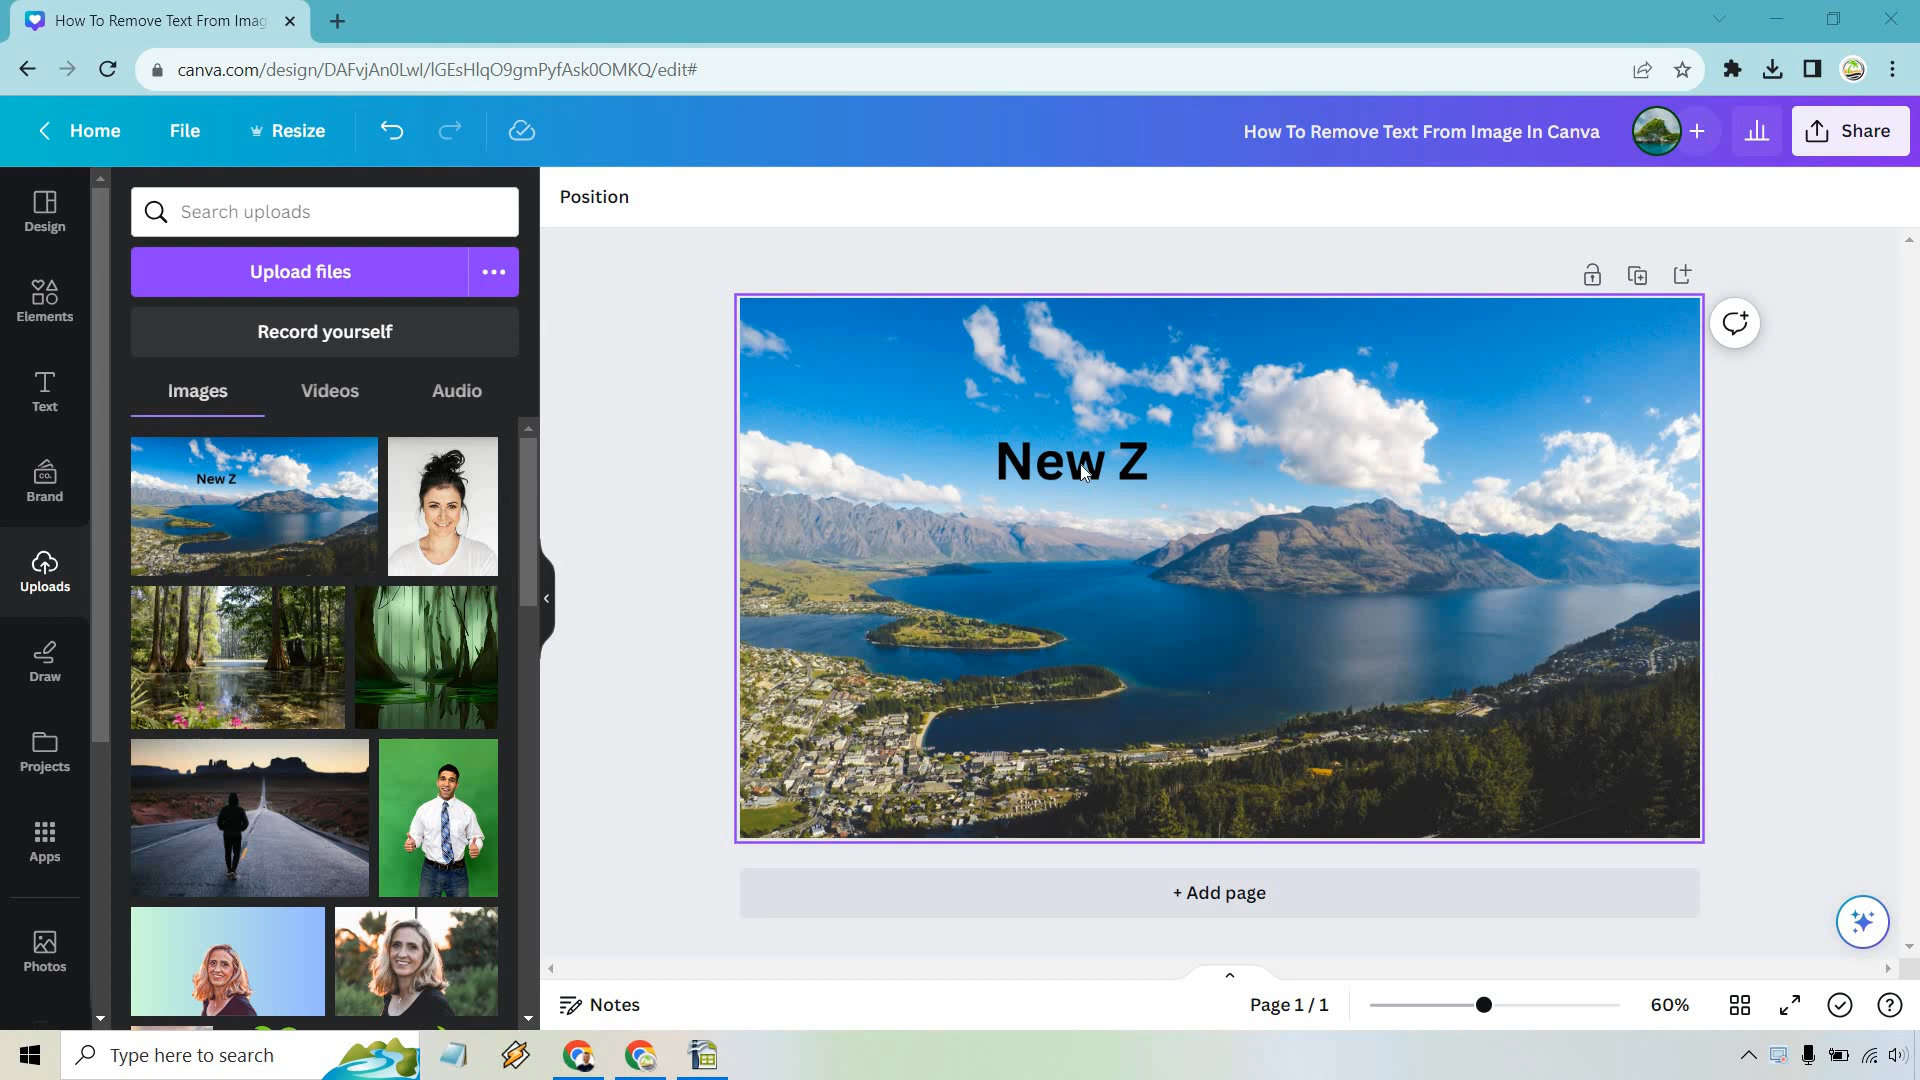 How To Remove Text From Imag
canva.com/design/DAFvjAn0LwI/lGEsHlqO9gmPyfAsk0OMKQ/edit#
Home
File
Resize
How To Remove Text From Image In Canva
Share
Design
Elements
Text
CO.
Brand
Uploads
Draw
Projects
Apps
Photos
Search uploads
Upload files
Record yourself
Images Videos Audio
New Z
Position
New Z
+ Add page
Notes
Page 1 / 1
60%
Type here to search